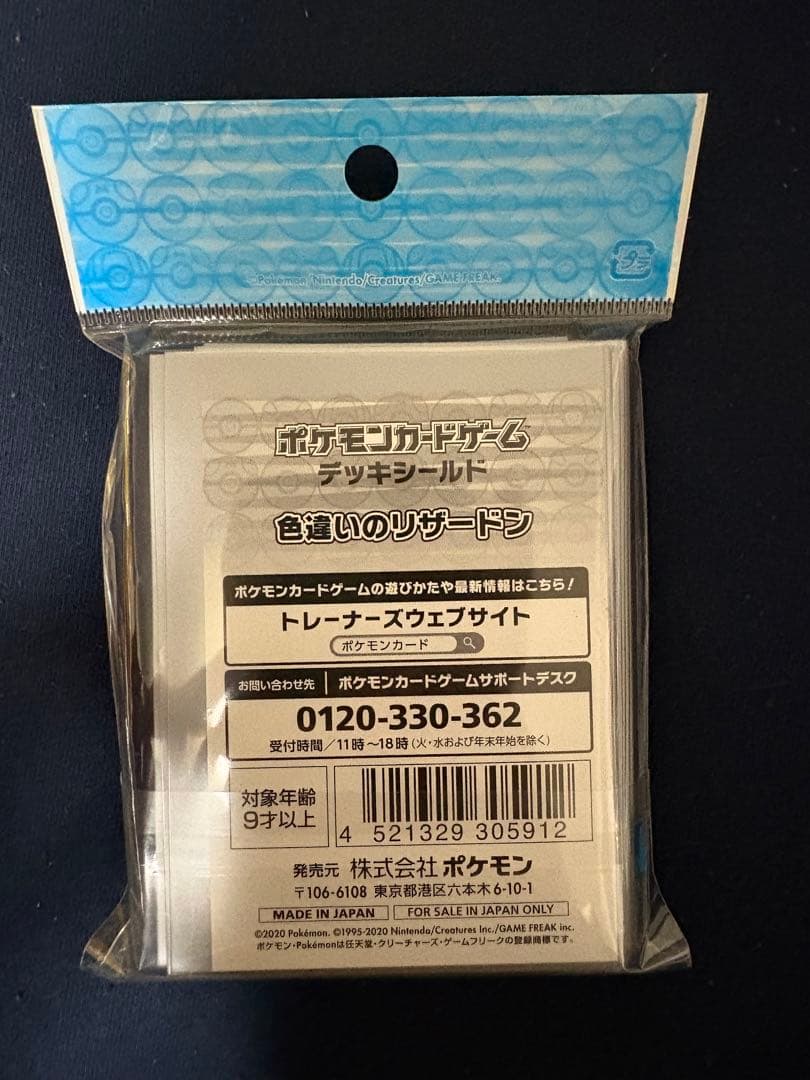 ©Pokémon Nintendo/Creatures/GAME FREAK.
プラ
ポケモンカードゲーム
デッキシールド
色違いのリザードン
ポケモンカードゲームの遊びかたや最新情報はこちら!
トレーナーズウェブサイト
ポケモンカード
お問い合わせ先 ポケモンカードゲームサポートデスク
0120-330-362
受付時間/11時~18時(火・水および年末年始を除く)
対象年齢
9才以上
4 521329 305912
発売元 株式会社ポケモン
〒106-6108 東京都港区六本木6-10-1
MADE IN JAPAN FOR SALE IN JAPAN ONLY
©2020 Pokémon. ©1995-2020 Nintendo/Creatures Inc./GAME FREAK inc.
ポケモン・Pokémonは任天堂・クリーチャーズ・ゲームフリークの登録商標です。